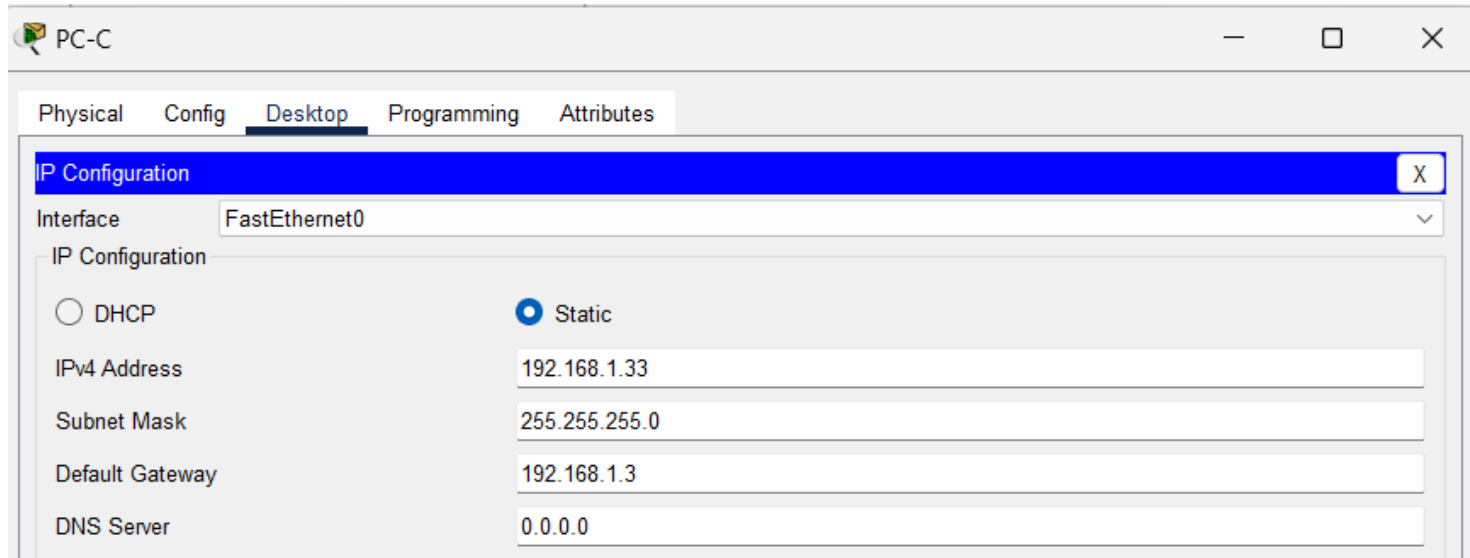 PC-C
Physical Config Desktop Programming Attributes
IP Configuration X
Interface FastEthernet0
IP Configuration
DHCP Static
IPv4 Address 192.168.1.33
Subnet Mask 255.255.255.0
Default Gateway 192.168.1.3
DNS Server 0.0.0.0